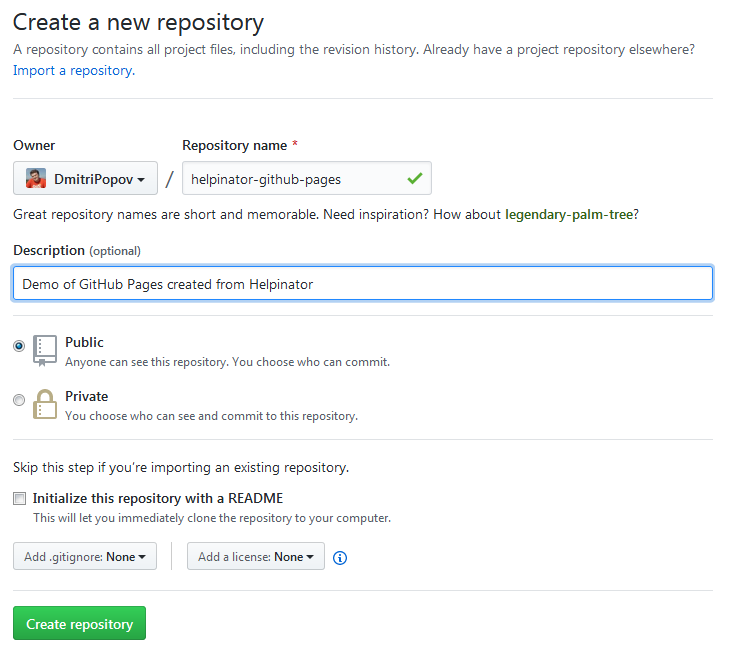 Create a new repository
A repository contains all project files, including the revision history. Already have a project repository elsewhere?
Import a repository.
Owner
Repository name *
DmitriPopov
/
helpinator-github-pages
Great repository names are short and memorable. Need inspiration? How about legendary-palm-tree?
Description (optional)
Demo of GitHub Pages created from Helpinator
Public
Anyone can see this repository. You choose who can commit.
Private
You choose who can see and commit to this repository.
Skip this step if you're importing an existing repository.
Initialize this repository with a README
This will let you immediately clone the repository to your computer.
Add .gitignore: None
Add a license: None
Create repository